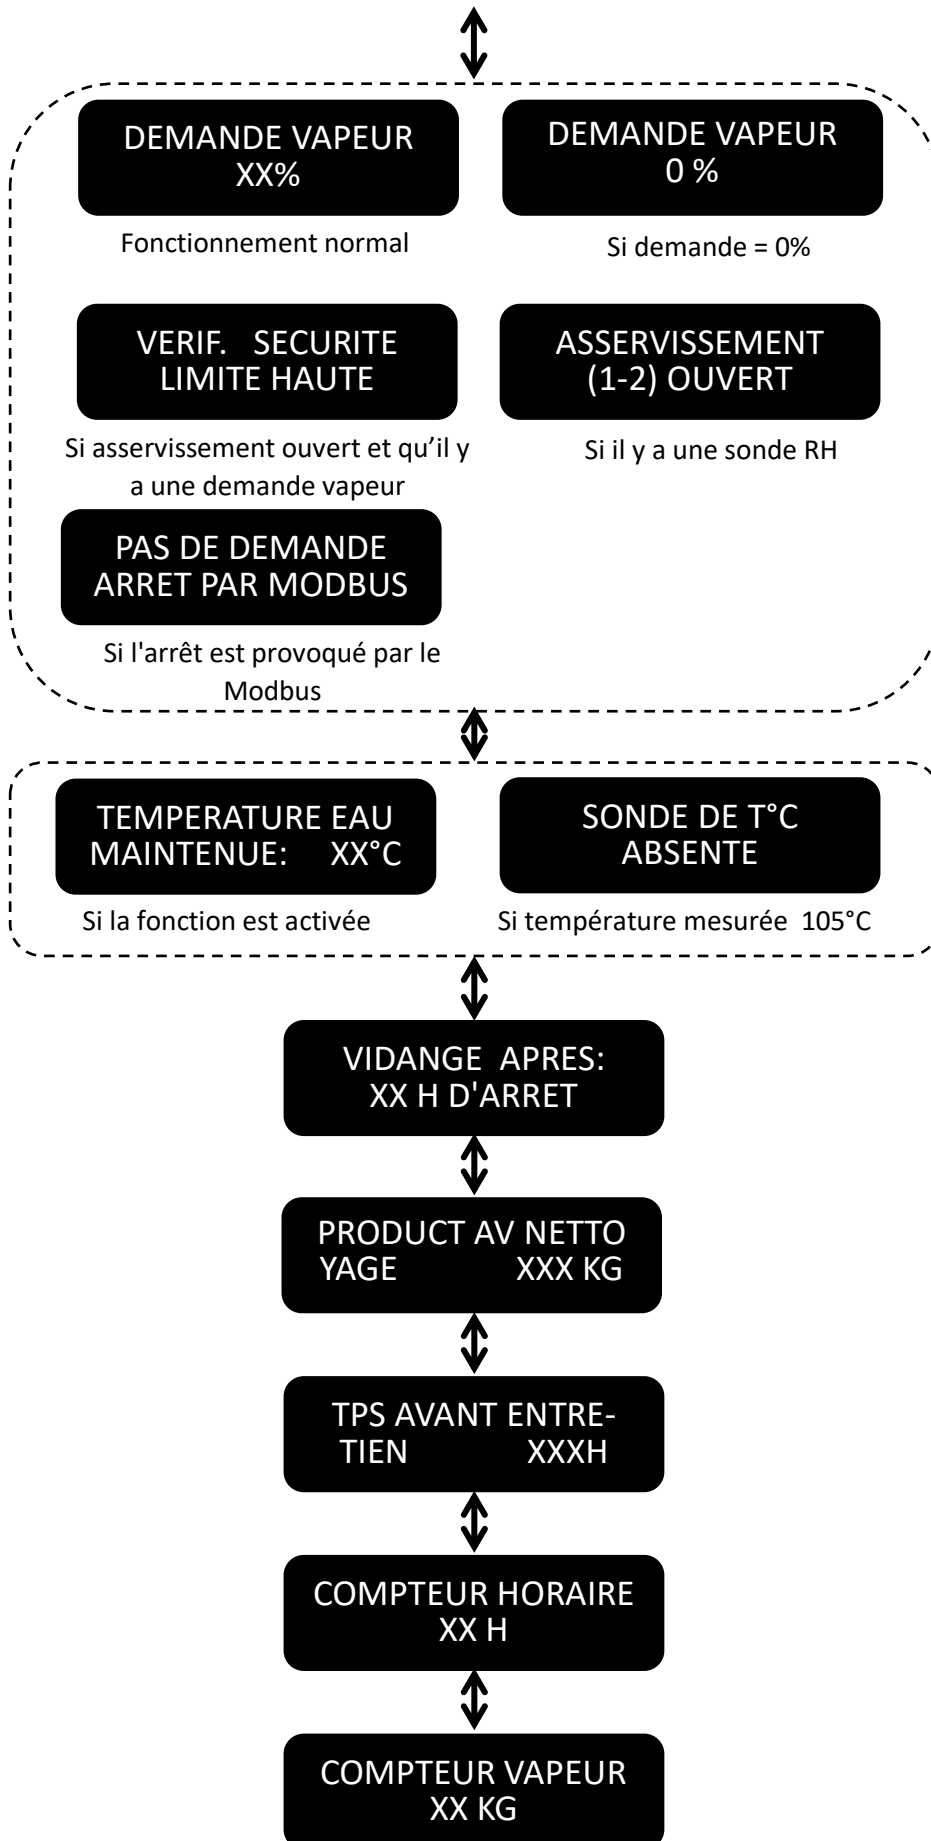 DEMANDE VAPEUR
XX%
Fonctionnement normal
DEMANDE VAPEUR
0 %
Si demande = 0%
VERIF. SECURITE
LIMITE HAUTE
Si asservissement ouvert et qu’il y
a une demande vapeur
ASSERVISSEMENT
(1-2) OUVERT
Si il y a une sonde RH
PAS DE DEMANDE
ARRET PAR MODBUS
Si l'arrêt est provoqué par le
Modbus
TEMPERATURE EAU
MAINTENUE: XX°C
Si la fonction est activée
SONDE DE T°C
ABSENTE
Si température mesurée 105°C
VIDANGE APRES:
XX H D'ARRET
PRODUCT AV NETTO
YAGE XXX KG
TPS AVANT ENTRE-
TIEN XXXH
COMPTEUR HORAIRE
XX H
COMPTEUR VAPEUR
XX KG